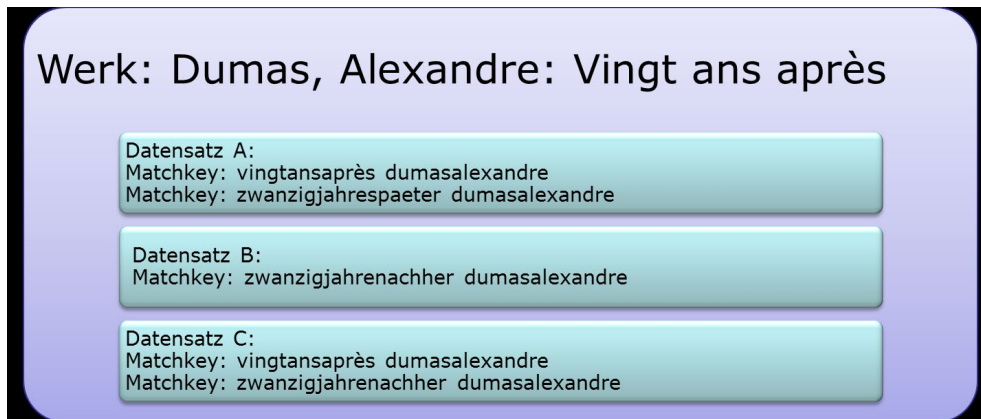 Werk: Dumas, Alexandre: Vingt ans après
Datensatz A:
Matchkey: vingtansaprès dumasalexandre
Matchkey: zwanzigjahrespaeter dumasalexandre
Datensatz B:
Matchkey: zwanzigjahrenachher dumasalexandre
Datensatz C:
Matchkey: vingtansaprès dumasalexandre
Matchkey: zwanzigjahrenachher dumasalexandre